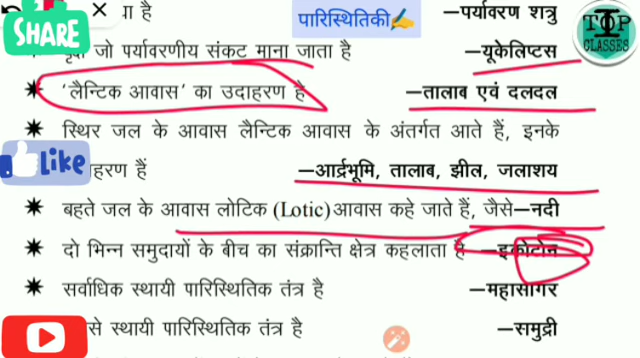 SHARE
है
—पर्यावरण शत्रु
पारिस्थितिकी✍
TOP CLASSES
जो पर्यावरणीय संकट माना जाता है —यूकेलिप्टस
✷ 'लैन्टिक आवास' का उदाहरण है —तालाब एवं दलदल
✷ स्थिर जल के आवास लैन्टिक आवास के अंतर्गत आते हैं, इनके
Like
हरण हैं —आर्द्रभूमि, तालाब, झील, जलाशय
✷ बहते जल के आवास लोटिक (Lotic) आवास कहे जाते हैं, जैसे—नदी
✷ दो भिन्न समुदायों के बीच का संक्रान्ति क्षेत्र कहलाता है —इकोटोन
✷ सर्वाधिक स्थायी पारिस्थितिक तंत्र है —महासागर
से स्थायी पारिस्थितिक तंत्र है —समुद्री